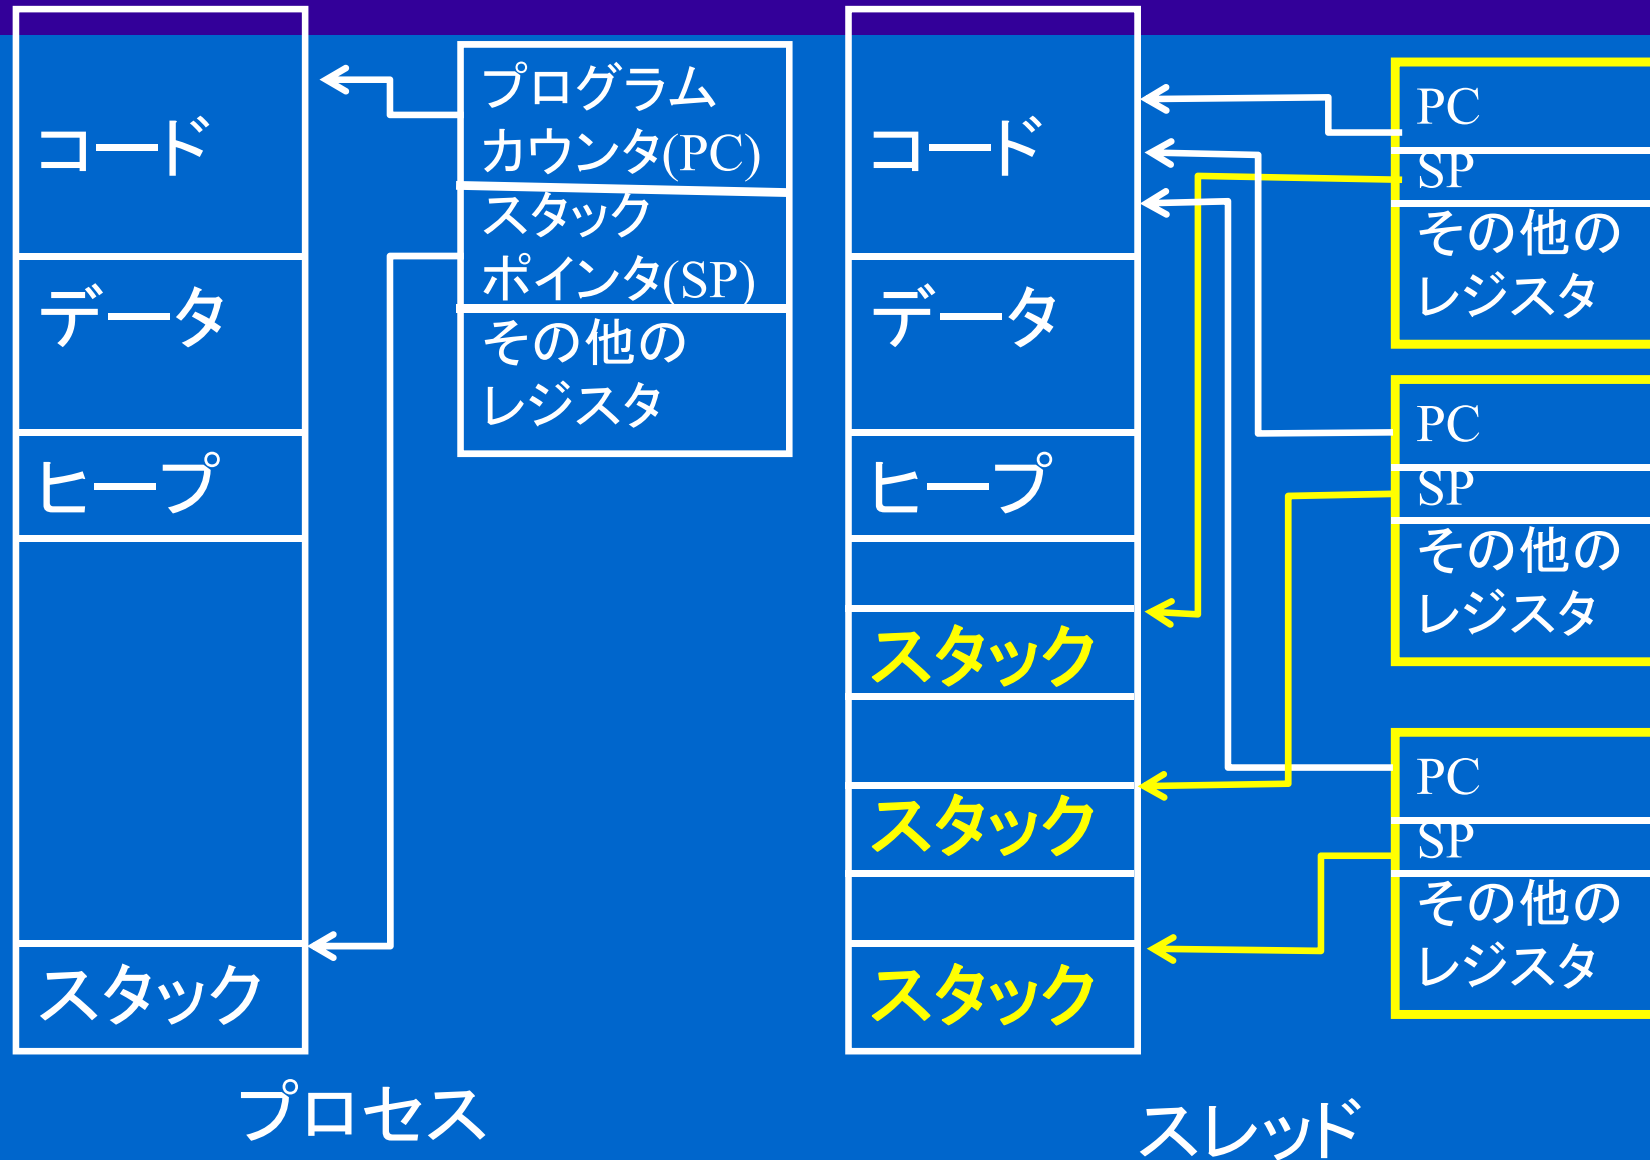 コード
データ
ヒープ
スタック
プログラム
カウンタ(PC)
スタック
ポインタ(SP)
その他の
レジスタ
プロセス
コード
データ
ヒープ
スタック
スタック
スタック
PC
SP
その他の
レジスタ
PC
SP
その他の
レジスタ
PC
SP
その他の
レジスタ
スレッド